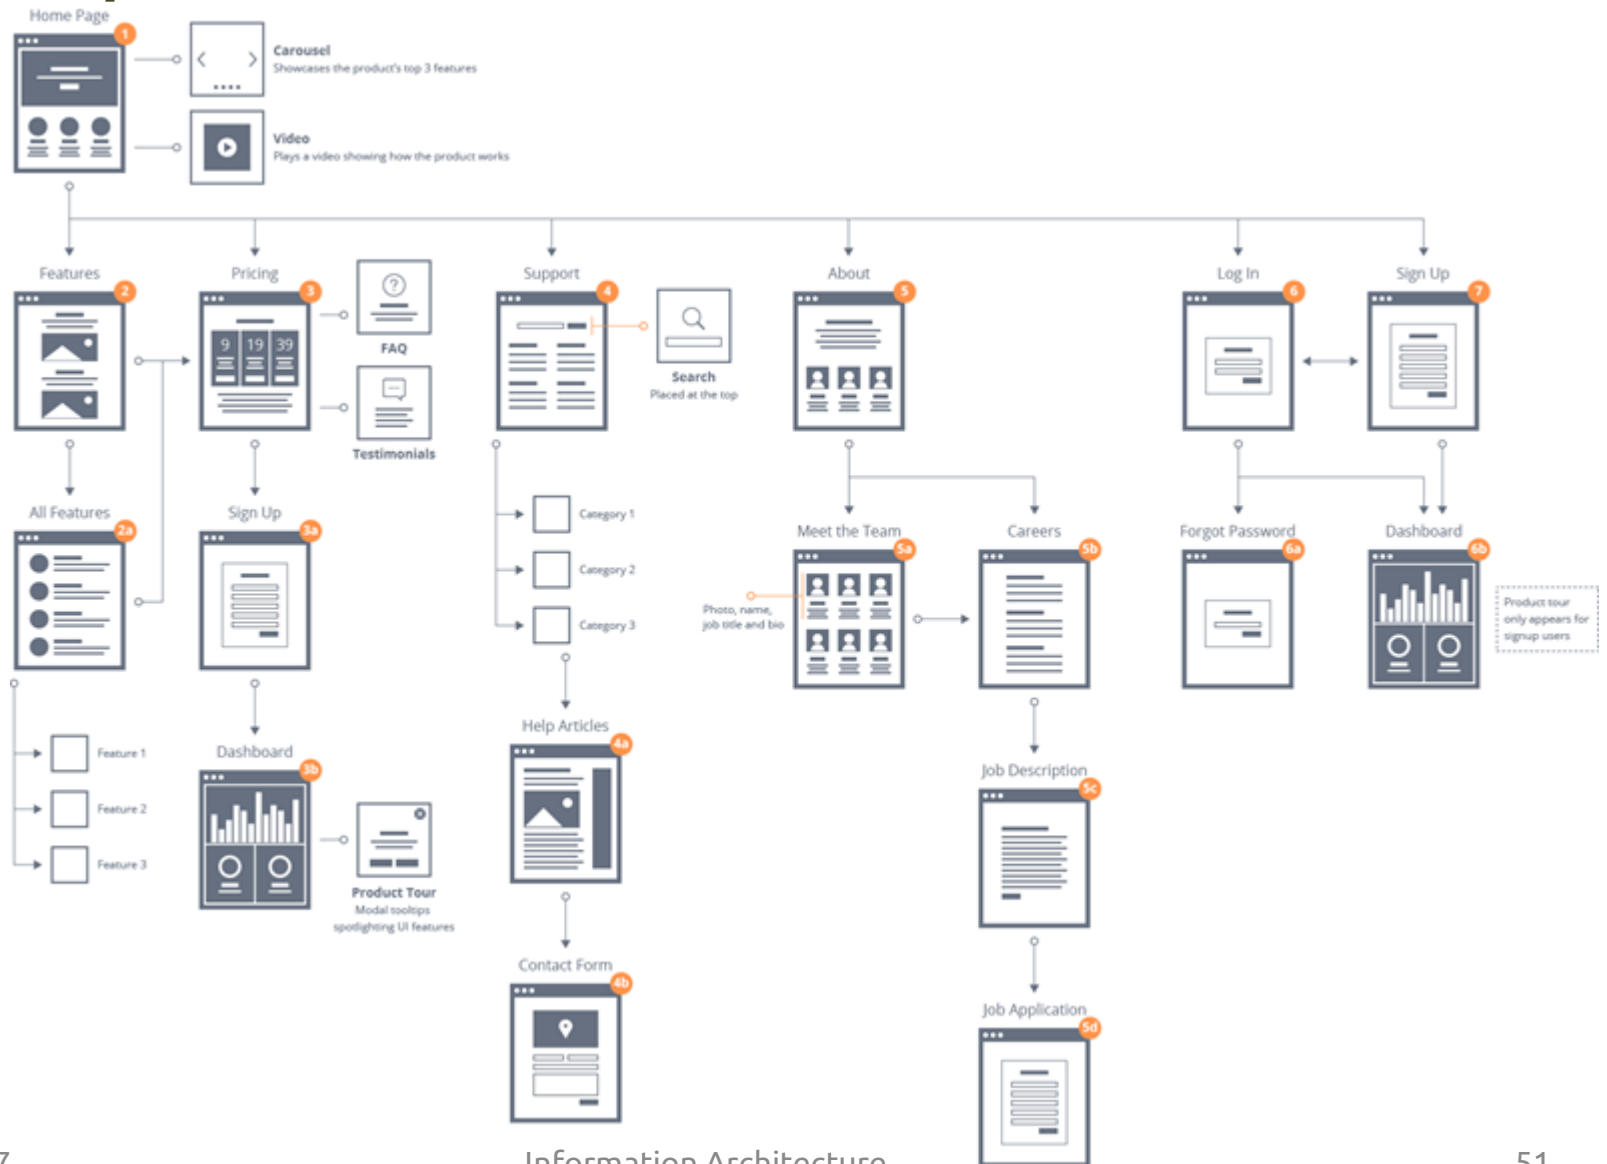 Home Page
1
Carousel
Showcases the product's top 3 features
Video
Plays a video showing how the product works
Features
2
Pricing
3
9 19 39
?
FAQ
Testimonials
Support
4
Search
Placed at the top
About
5
Log In
6
Sign Up
7
All Features
2a
Sign Up
3a
Category 1
Category 2
Category 3
Meet the Team
5a
Photo, name,
job title and bio
Careers
5b
Forgot Password
6a
Dashboard
6b
Product tour
only appears for
signup users
Feature 1
Feature 2
Feature 3
Dashboard
3b
Product Tour
Modal tooltips
spotlighting UI features
Help Articles
4a
Job Description
5c
Contact Form
4b
Job Application
5d
7
Information Architecture
51